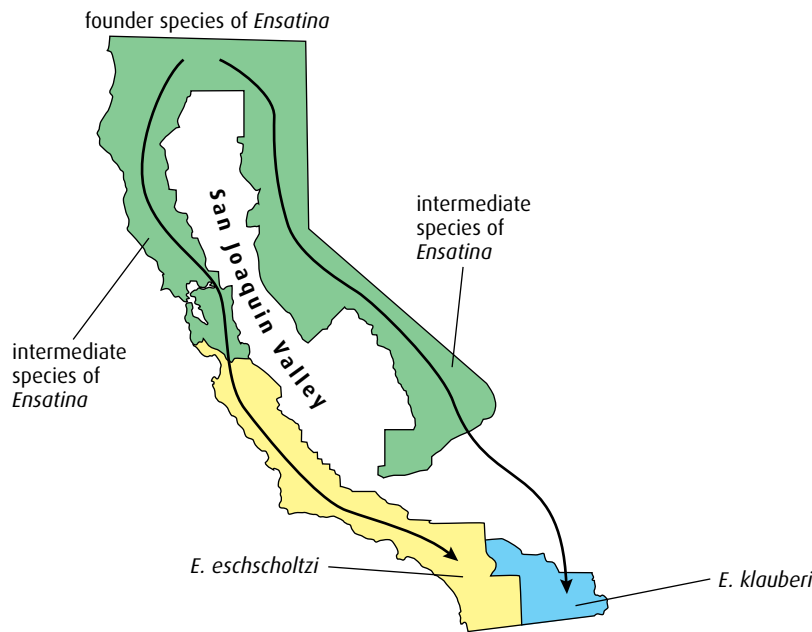 founder species of Ensatina
San Joaquin Valley
intermediate
species of
Ensatina
intermediate
species of
Ensatina
E. eschscholtzi
E. klauberi